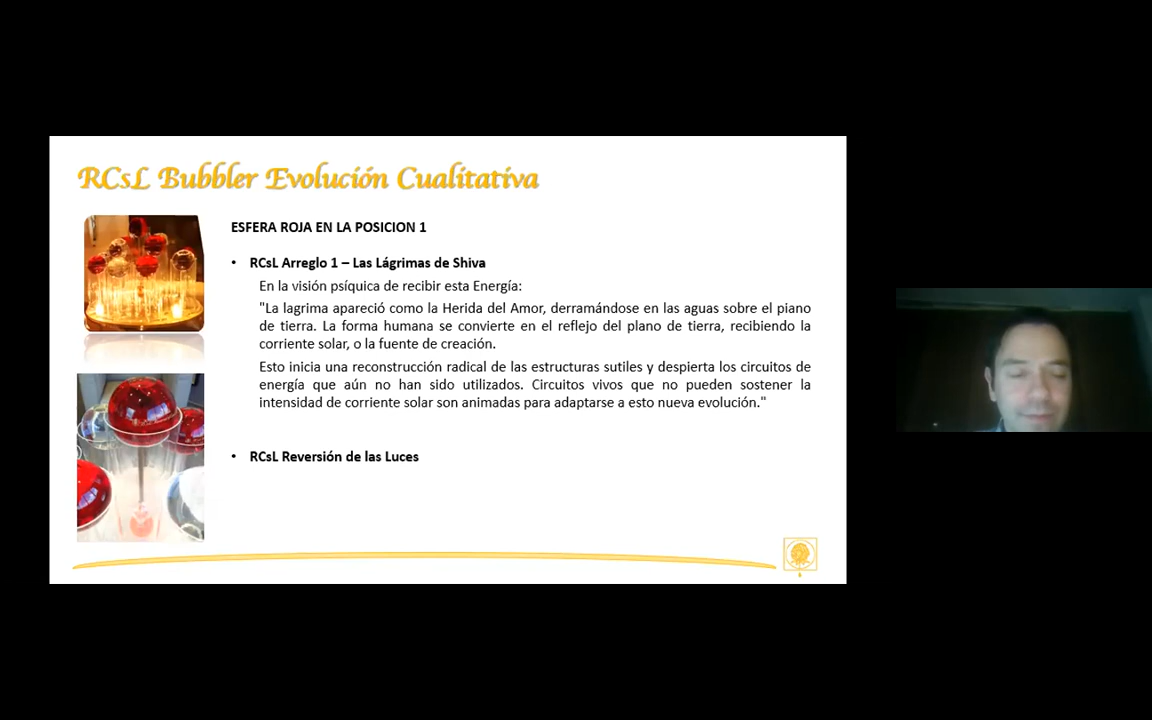 RCsL Bubbler Evolución Cualitativa
ESFERA ROJA EN LA POSICION 1
• RCsL Arreglo 1 – Las Lágrimas de Shiva
En la visión psíquica de recibir esta Energía:
"La lagrima apareció como la Herida del Amor, derramándose en las aguas sobre el piano
de tierra. La forma humana se convierte en el reflejo del plano de tierra, recibiendo la
corriente solar, o la fuente de creación.
Esto inicia una reconstrucción radical de las estructuras sutiles y despierta los circuitos de
energía que aún no han sido utilizados. Circuitos vivos que no pueden sostener la
intensidad de corriente solar son animadas para adaptarse a esto nueva evolución."
• RCsL Reversión de las Luces